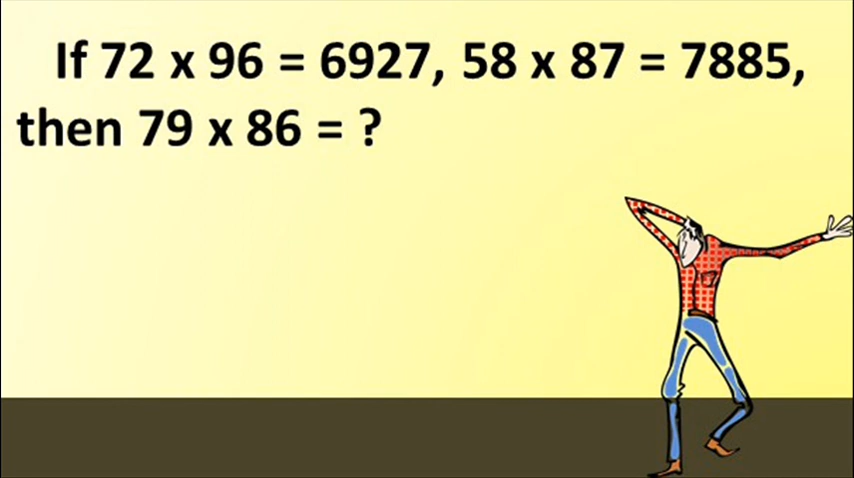 If 72 x 96 = 6927, 58 x 87 = 7885,
then 79 x 86 = ?